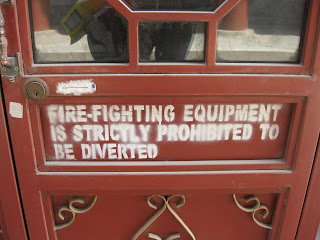 FIRE-FIGHTING EQUIPMENT
IS STRICTLY PROHIBITED TO
BE DIVERTED